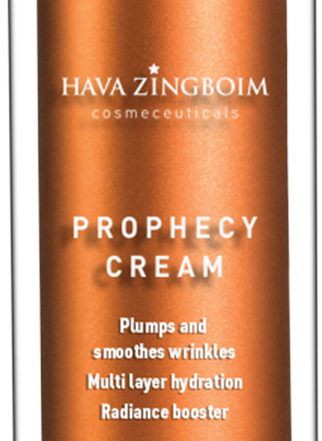 HAVA ZINGBOIM
cosmeceuticals
PROPHECY
CREAM
Plumps and
smoothes wrinkles
Multi layer hydration
Radiance booster